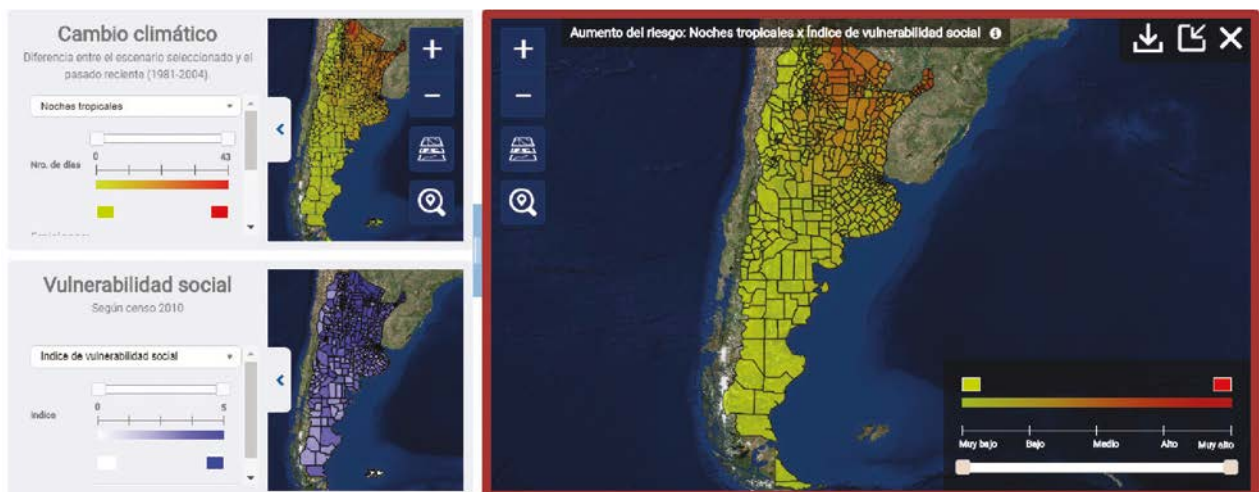 Cambio climático
Diferencia entre el escenario seleccionado y el
pasado reciente (1981-2004).
Noches tropicales
0 43
Nro. de días
Vulnerabilidad social
Según censo 2010
Indice de vulnerabilidad social
0 5
Indice
Aumento del riesgo: Noches tropicales x Índice de vulnerabilidad social
Muy bajo Bajo Medio Alto Muy alto